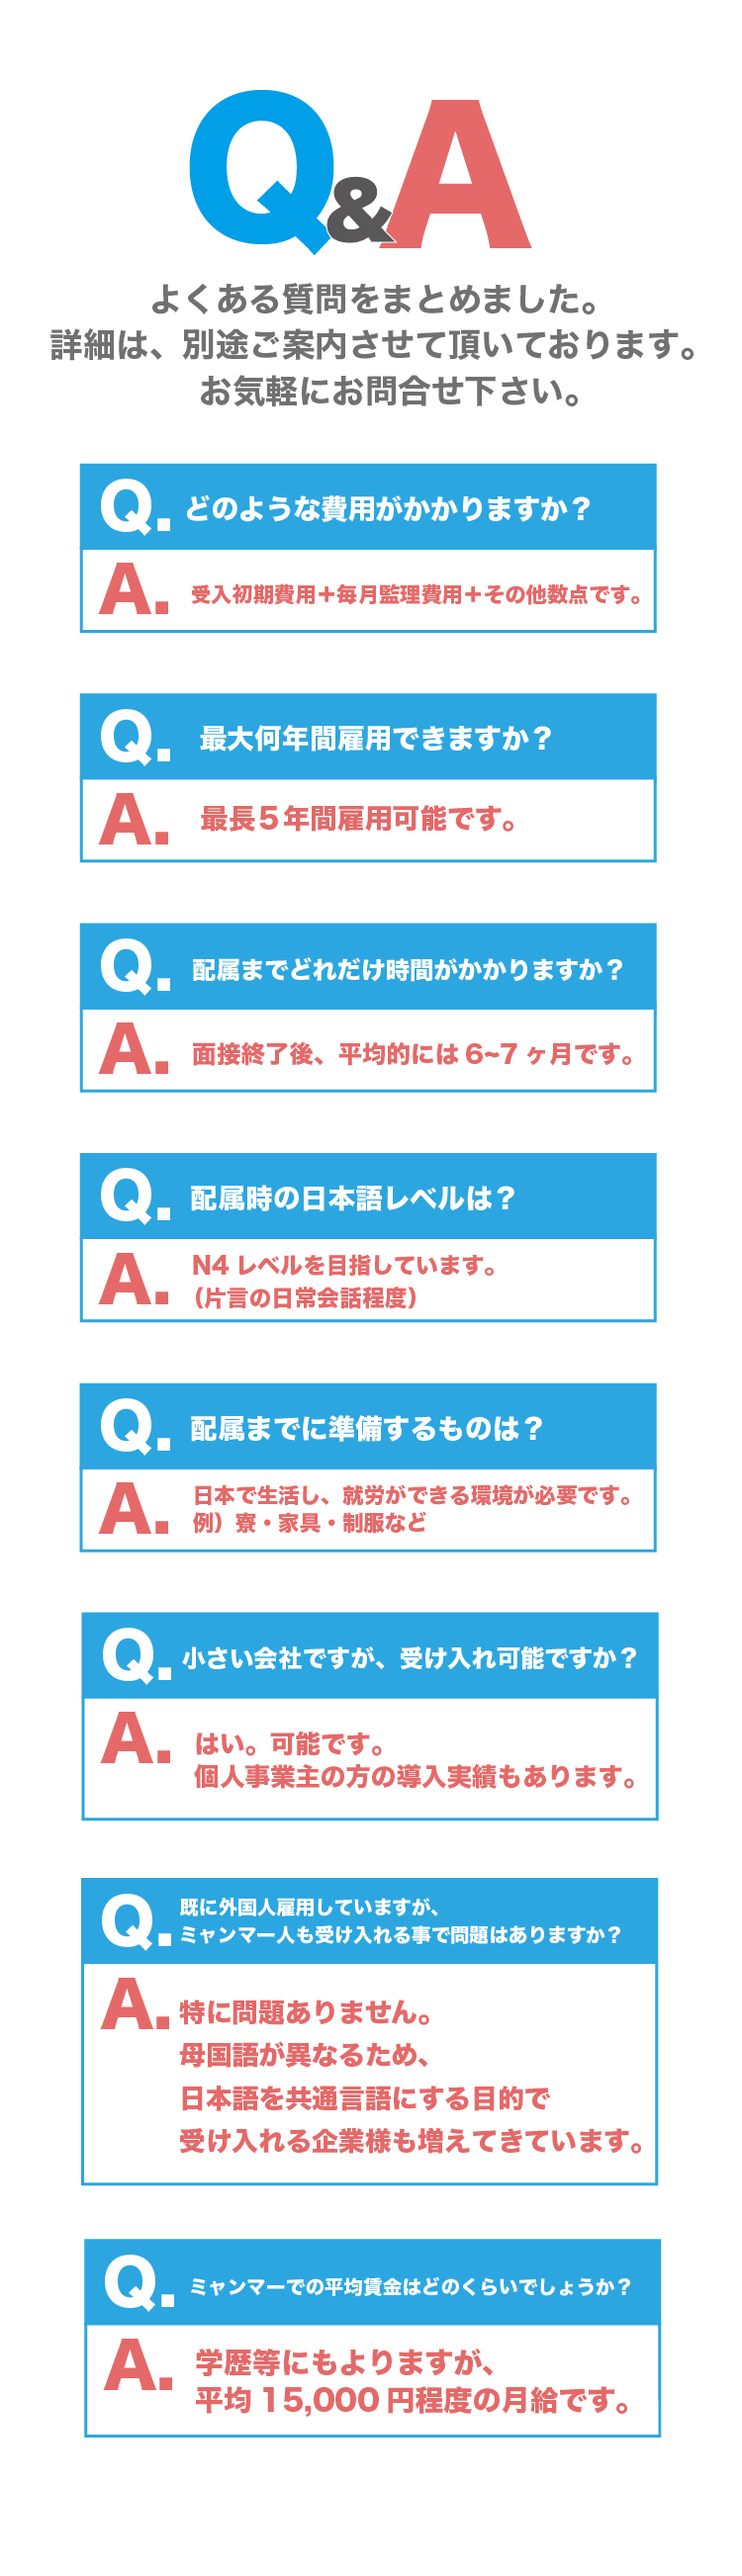 Q&A
よくある質問をまとめました。
詳細は、別途ご案内させて頂いております。
お気軽にお問合せ下さい。
Q. どのような費用がかかりますか？
A. 受入初期費用＋毎月監理費用＋その他数点です。
Q. 最大何年間雇用できますか？
A. 最長５年間雇用可能です。
Q. 配属までどれだけ時間がかかりますか？
A. 面接終了後、平均的には 6~7 ヶ月です。
Q. 配属時の日本語レベルは？
A. N4 レベルを目指しています。
（片言の日常会話程度）
Q. 配属までに準備するものは？
A. 日本で生活し、就労ができる環境が必要です。
例）寮・家具・制服など
Q. 小さい会社ですが、受け入れ可能ですか？
A. はい。可能です。
個人事業主の方の導入実績もあります。
Q. 既に外国人雇用していますが、
ミャンマー人も受け入れる事で問題はありますか？
A. 特に問題ありません。
母国語が異なるため、
日本語を共通言語にする目的で
受け入れる企業様も増えてきています。
Q. ミャンマーでの平均賃金はどのくらいでしょうか？
A. 学歴等にもよりますが、
平均 15,000 円程度の月給です。